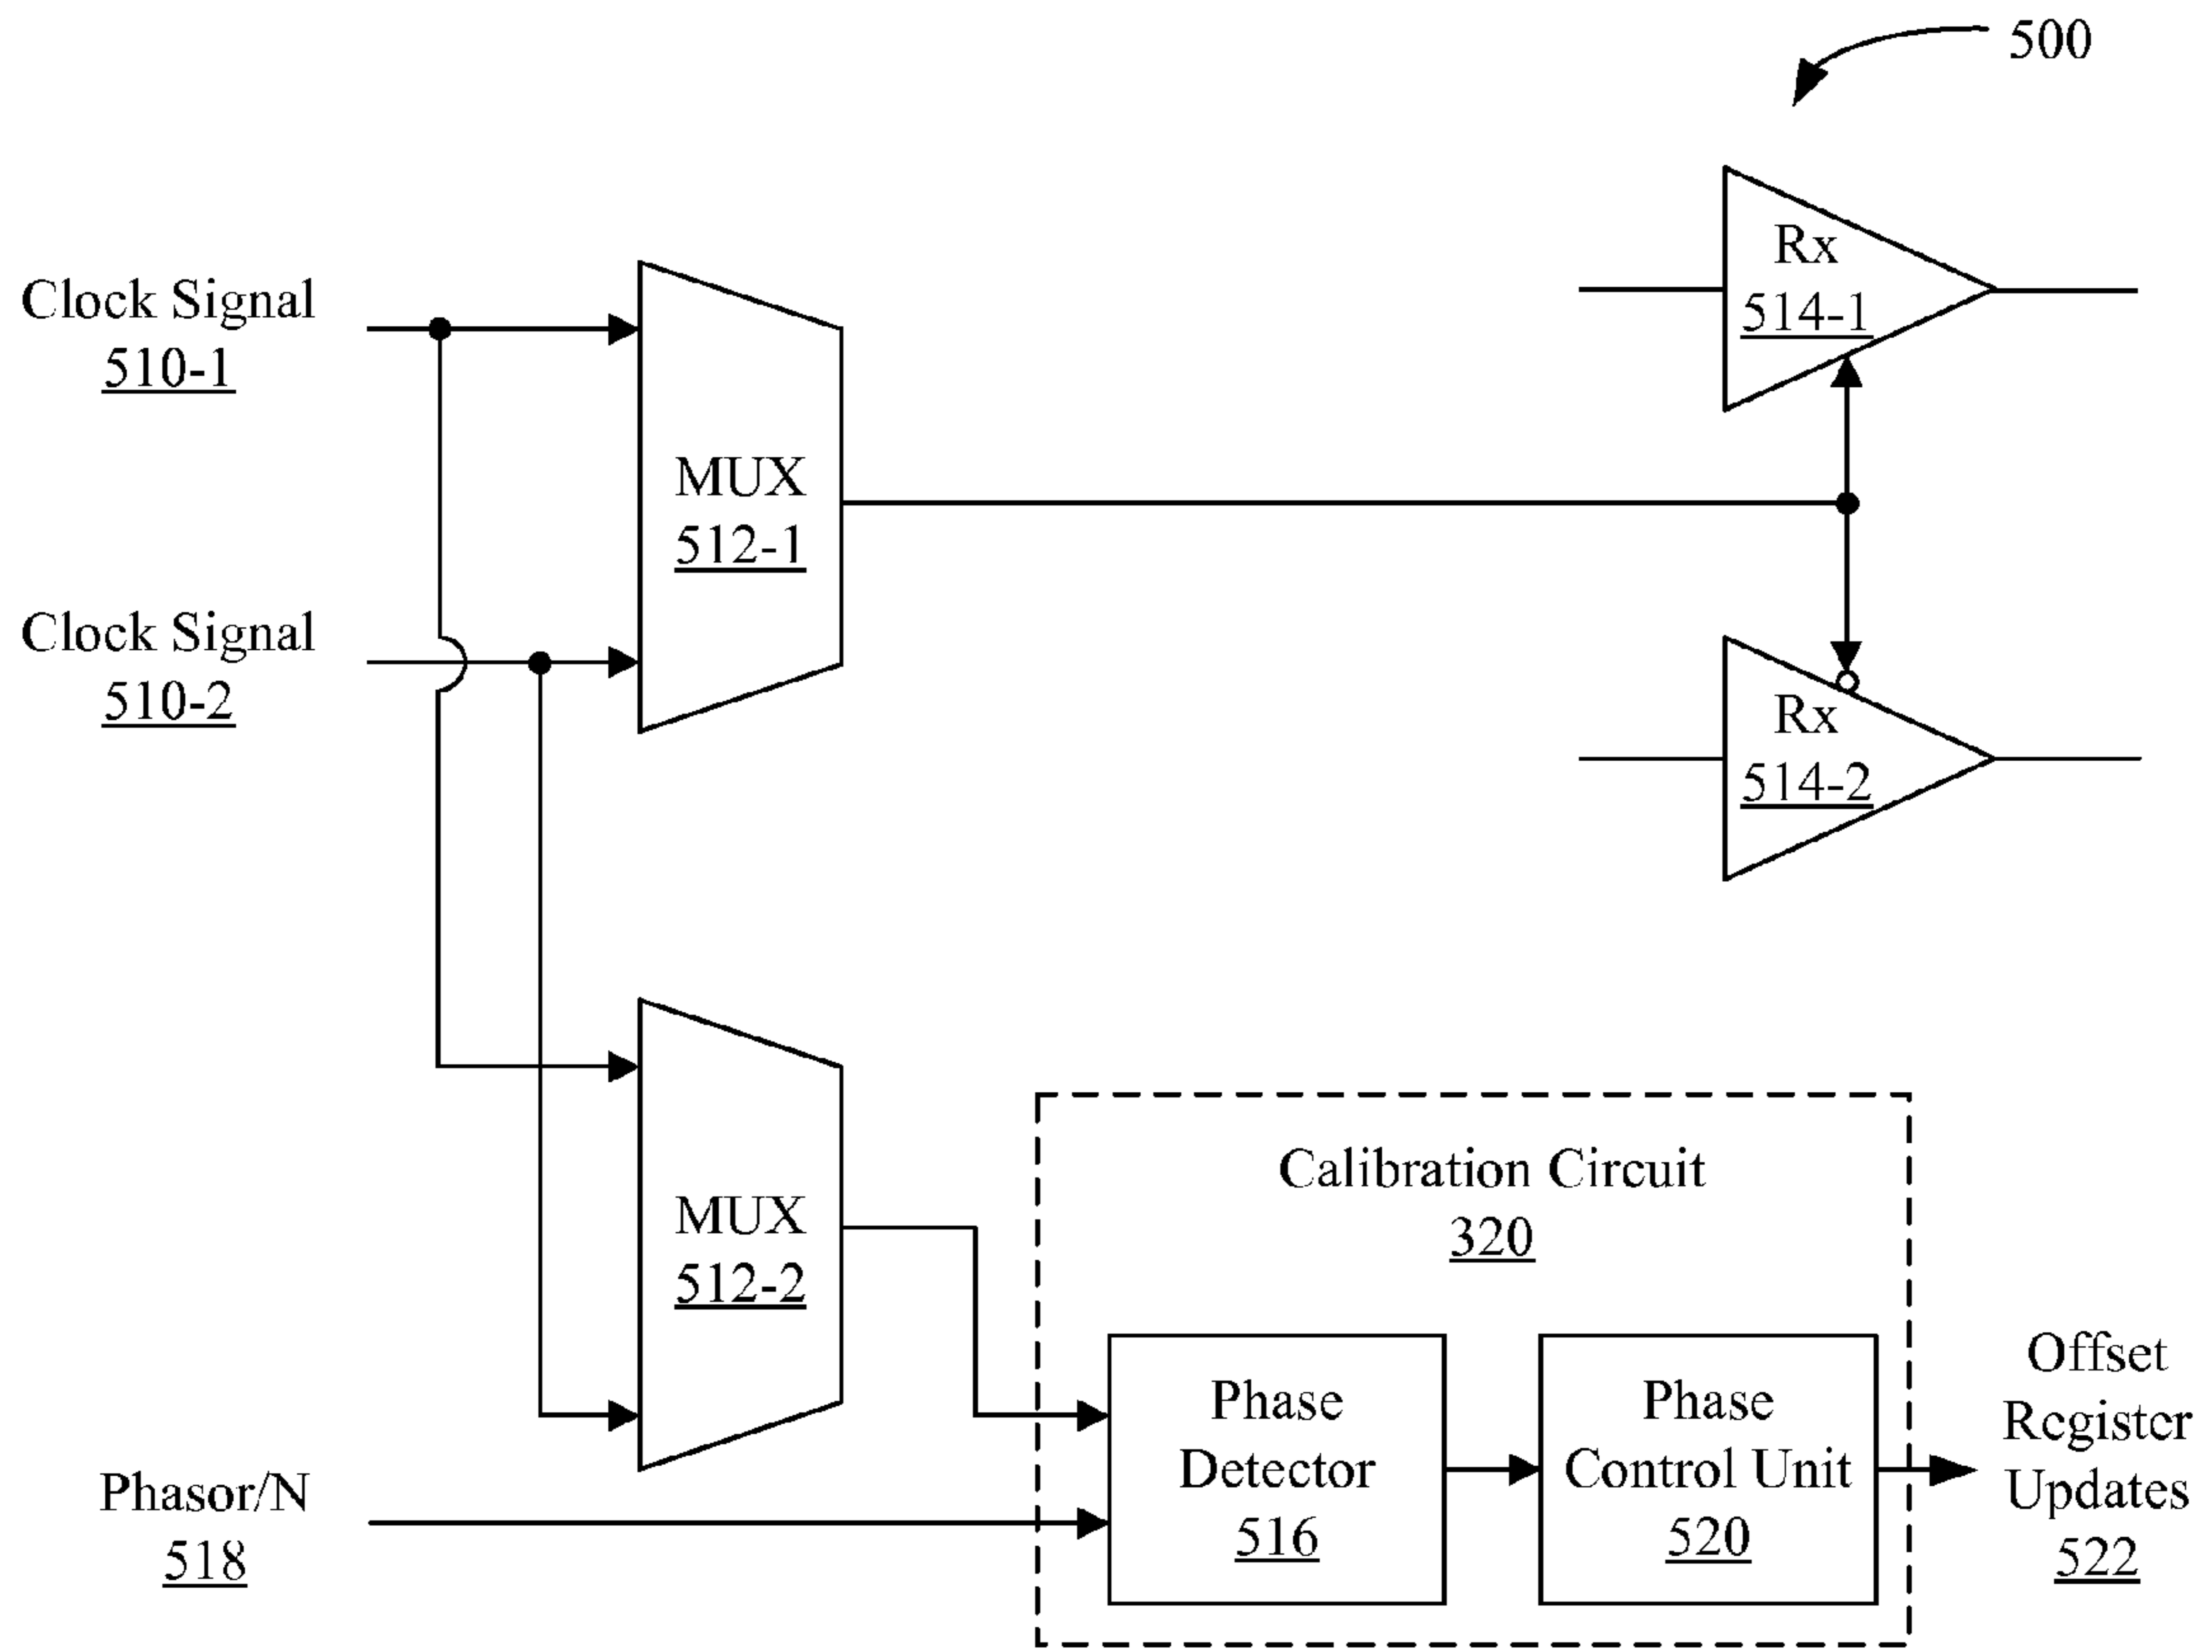 500
Rx
514-1
Clock Signal
510-1
MUX
512-1
Clock Signal
510-2
Rx
514-2
Calibration Circuit
320
MUX
512-2
Phasor/N
518
Phase
Detector
516
Phase
Control Unit
520
Offset
Register
Updates
522